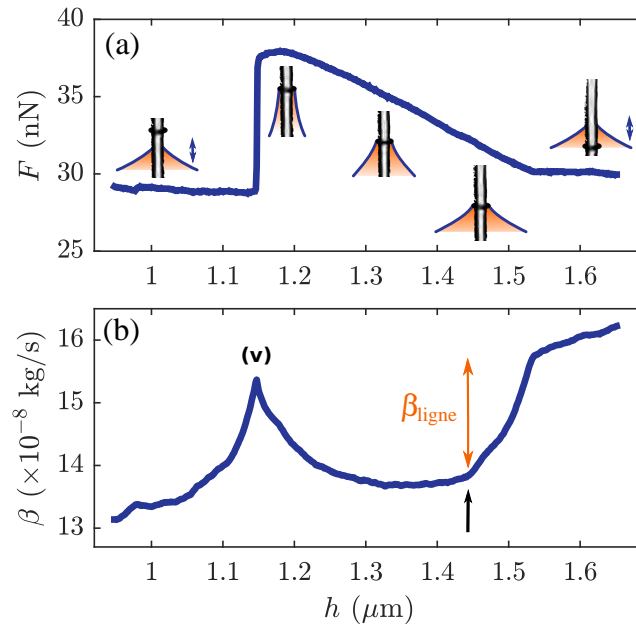 (a)
40
35
30
25
F (nN)
1 1.1 1.2 1.3 1.4 1.5 1.6
(b)
(v)
β_ligne
16
15
14
13
β (×10⁻⁸ kg/s)
1 1.1 1.2 1.3 1.4 1.5 1.6
h (μm)